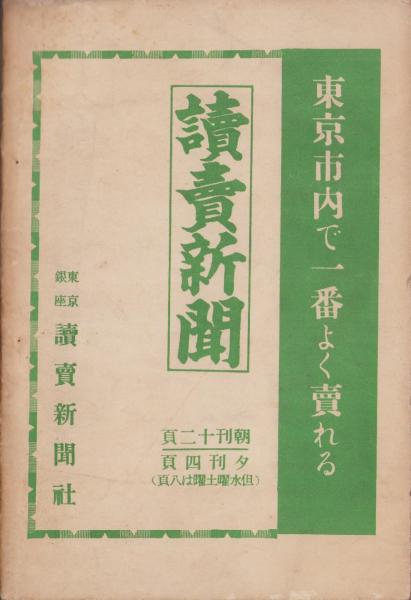 東京市内で一番よく賣れる
讀賣新聞
朝刊十二頁
夕刊四頁
(但水曜土曜は八頁)
東京
銀座
讀賣新聞社